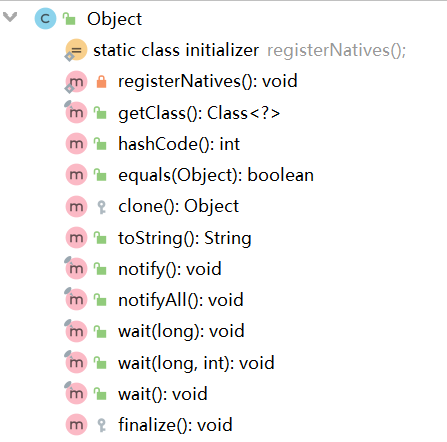 C Object
= static class initializer registerNatives();
m registerNatives(): void
m getClass(): Class<?>
m hashCode(): int
m equals(Object): boolean
m clone(): Object
m toString(): String
m notify(): void
m notifyAll(): void
m wait(long): void
m wait(long, int): void
m wait(): void
m finalize(): void